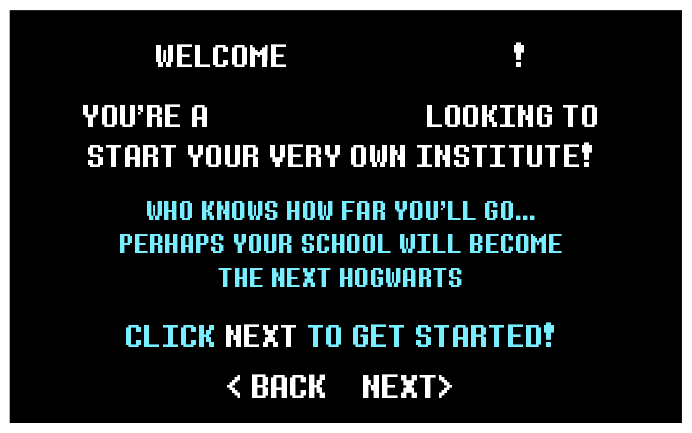 WELCOME !
YOU'RE A LOOKING TO
START YOUR VERY OWN INSTITUTE!
WHO KNOWS HOW FAR YOU'LL GO...
PERHAPS YOUR SCHOOL WILL BECOME
THE NEXT HOGWARTS
CLICK NEXT TO GET STARTED!
< BACK NEXT>